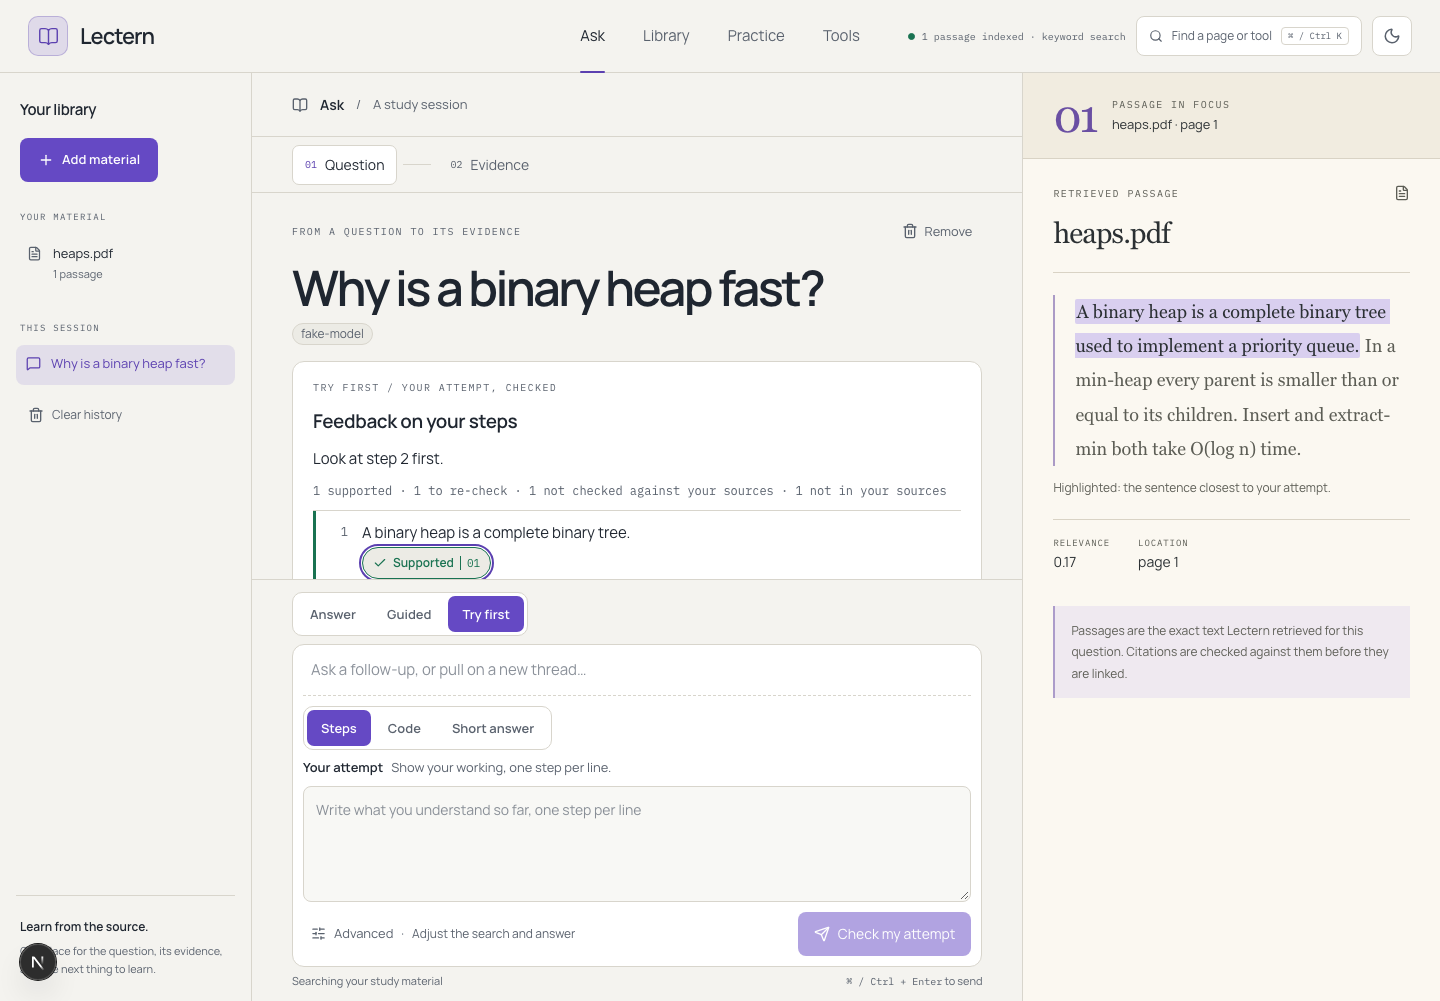 Lectern
Ask
Library
Practice
Tools
1 passage indexed · keyword search
Find a page or tool
⌘ / Ctrl K
Your library
Add material
YOUR MATERIAL
heaps.pdf
1 passage
THIS SESSION
Why is a binary heap fast?
Clear history
Learn from the source.
ace for the question, its evidence,
next thing to learn.
N
Ask / A study session
01 Question
02 Evidence
FROM A QUESTION TO ITS EVIDENCE
Remove
Why is a binary heap fast?
fake-model
TRY FIRST / YOUR ATTEMPT, CHECKED
Feedback on your steps
Look at step 2 first.
1 supported · 1 to re-check · 1 not checked against your sources · 1 not in your sources
1 A binary heap is a complete binary tree.
Supported | 01
Answer
Guided
Try first
Ask a follow-up, or pull on a new thread…
Steps
Code
Short answer
Your attempt Show your working, one step per line.
Write what you understand so far, one step per line
Advanced · Adjust the search and answer
Check my attempt
Searching your study material
⌘ / Ctrl + Enter to send
01
PASSAGE IN FOCUS
heaps.pdf · page 1
RETRIEVED PASSAGE
heaps.pdf
A binary heap is a complete binary tree
used to implement a priority queue. In a
min-heap every parent is smaller than or
equal to its children. Insert and extract-
min both take O(log n) time.
Highlighted: the sentence closest to your attempt.
RELEVANCE
0.17
LOCATION
page 1
Passages are the exact text Lectern retrieved for this
question. Citations are checked against them before they
are linked.